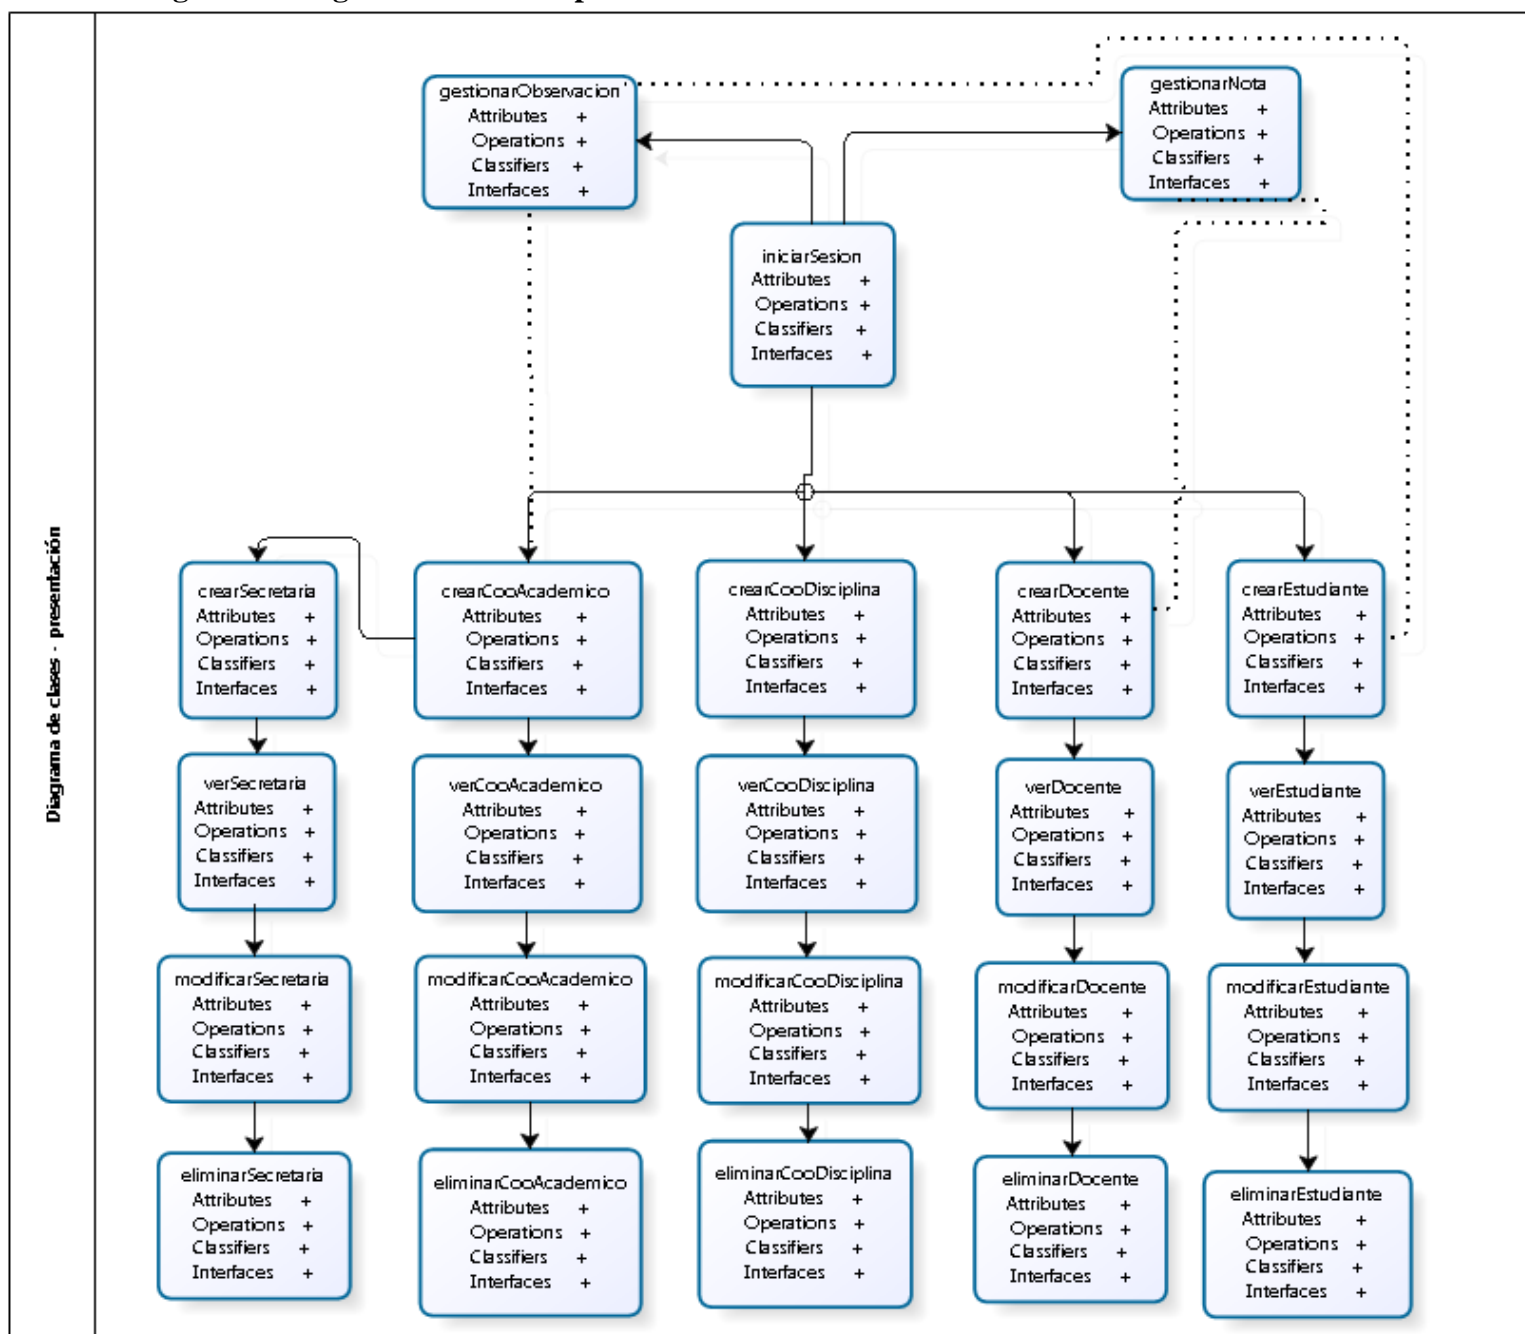 Diagrama de clases - presentación
gestionarObservacion
Attributes +
Operations +
Classifiers +
Interfaces +
gestionarNota
Attributes +
Operations +
Classifiers +
Interfaces +
iniciarSesion
Attributes +
Operations +
Classifiers +
Interfaces +
crearSecretaria
Attributes +
Operations +
Classifiers +
Interfaces +
crearCooAcademico
Attributes +
Operations +
Classifiers +
Interfaces +
crearCooDisciplina
Attributes +
Operations +
Classifiers +
Interfaces +
crearDocente
Attributes +
Operations +
Classifiers +
Interfaces +
crearEstudiante
Attributes +
Operations +
Classifiers +
Interfaces +
verSecretaria
Attributes +
Operations +
Classifiers +
Interfaces +
verCooAcademico
Attributes +
Operations +
Classifiers +
Interfaces +
verCooDisciplina
Attributes +
Operations +
Classifiers +
Interfaces +
verDocente
Attributes +
Operations +
Classifiers +
Interfaces +
verEstudiante
Attributes +
Operations +
Classifiers +
Interfaces +
modificarSecretaria
Attributes +
Operations +
Classifiers +
Interfaces +
modificarCooAcademico
Attributes +
Operations +
Classifiers +
Interfaces +
modificarCooDisciplina
Attributes +
Operations +
Classifiers +
Interfaces +
modificarDocente
Attributes +
Operations +
Classifiers +
Interfaces +
modificarEstudiante
Attributes +
Operations +
Classifiers +
Interfaces +
eliminarSecretaria
Attributes +
Operations +
Classifiers +
Interfaces +
eliminarCooAcademico
Attributes +
Operations +
Classifiers +
Interfaces +
eliminarCooDisciplina
Attributes +
Operations +
Classifiers +
Interfaces +
eliminarDocente
Attributes +
Operations +
Classifiers +
Interfaces +
eliminarEstudiante
Attributes +
Operations +
Classifiers +
Interfaces +